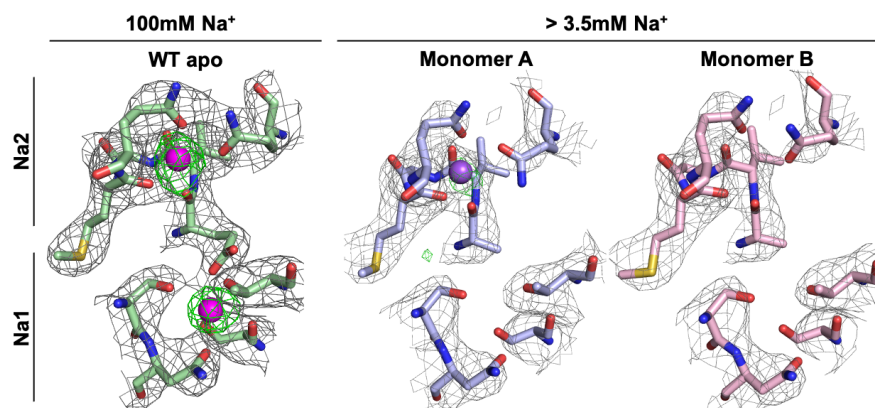 100mM Na⁺
> 3.5mM Na⁺
WT apo
Monomer A
Monomer B
Na2
Na1